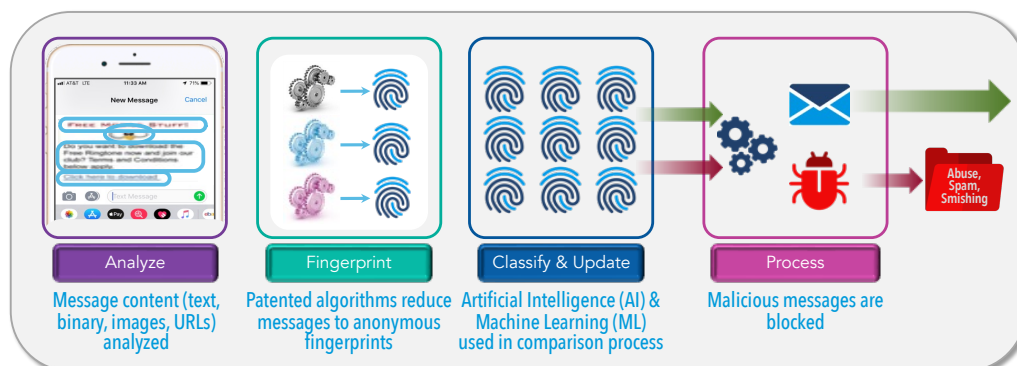 AT&T LTE
11:33 AM
71%
New Message
Cancel
Do you want to download the
Free Ringtone now and join our
club? Terms and Conditions
below apply.
Click here to download.
Text Message
Pay
Abuse,
Spam,
Smishing
Analyze
Fingerprint
Classify & Update
Process
Message content (text,
binary, images, URLs)
analyzed
Patented algorithms reduce
messages to anonymous
fingerprints
Artificial Intelligence (AI) &
Machine Learning (ML)
used in comparison process
Malicious messages are
blocked